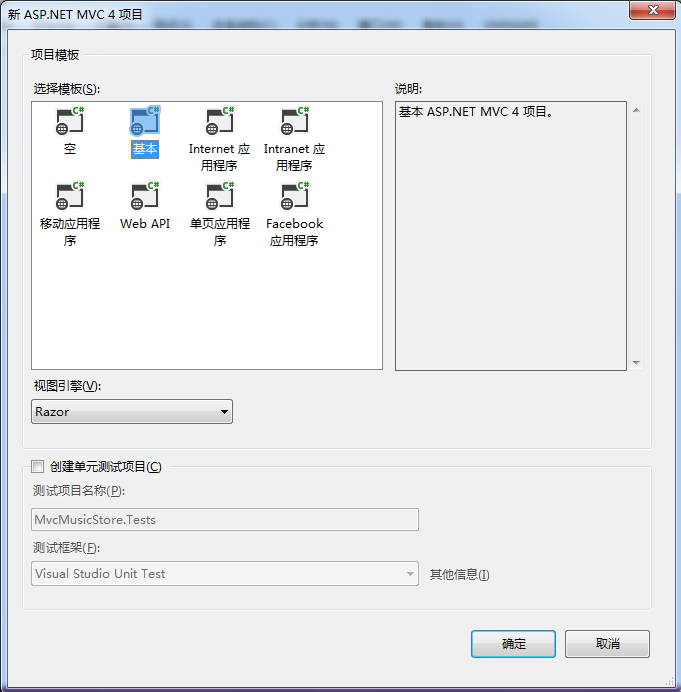 新 ASP.NET MVC 4 项目
项目模板
选择模板(S):
说明:
C#
C#
C#
C#
空
基本
Internet 应
用程序
Intranet 应
用程序
C#
C#
C#
C#
移动应用程
序
Web API
单页应用程
序
Facebook
应用程序
基本 ASP.NET MVC 4 项目。
视图引擎(V):
Razor
创建单元测试项目(C)
测试项目名称(P):
MvcMusicStore.Tests
测试框架(F):
Visual Studio Unit Test
其他信息(I)
确定
取消